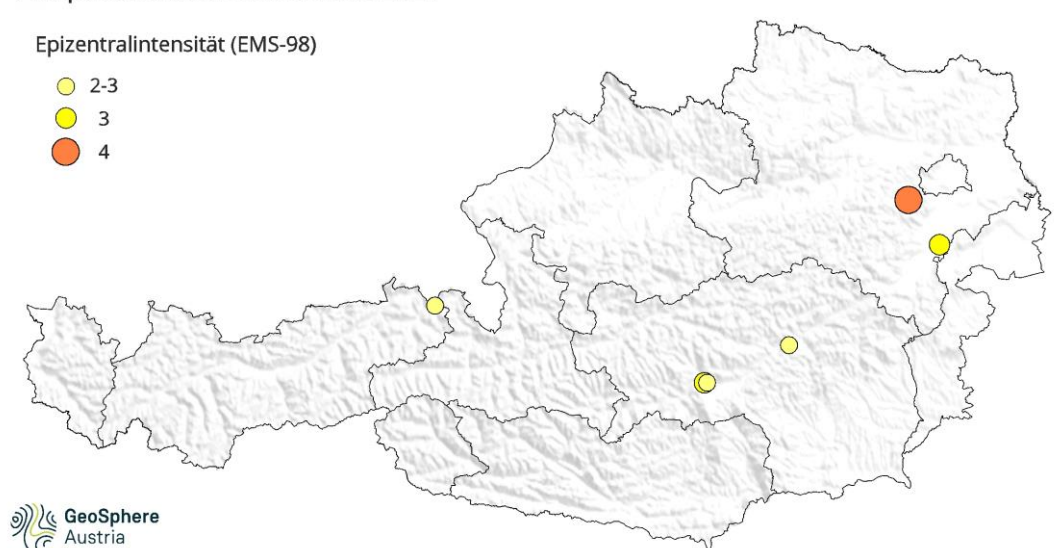 Epizentralintensität (EMS-98)
2-3
3
4
GeoSphere
Austria